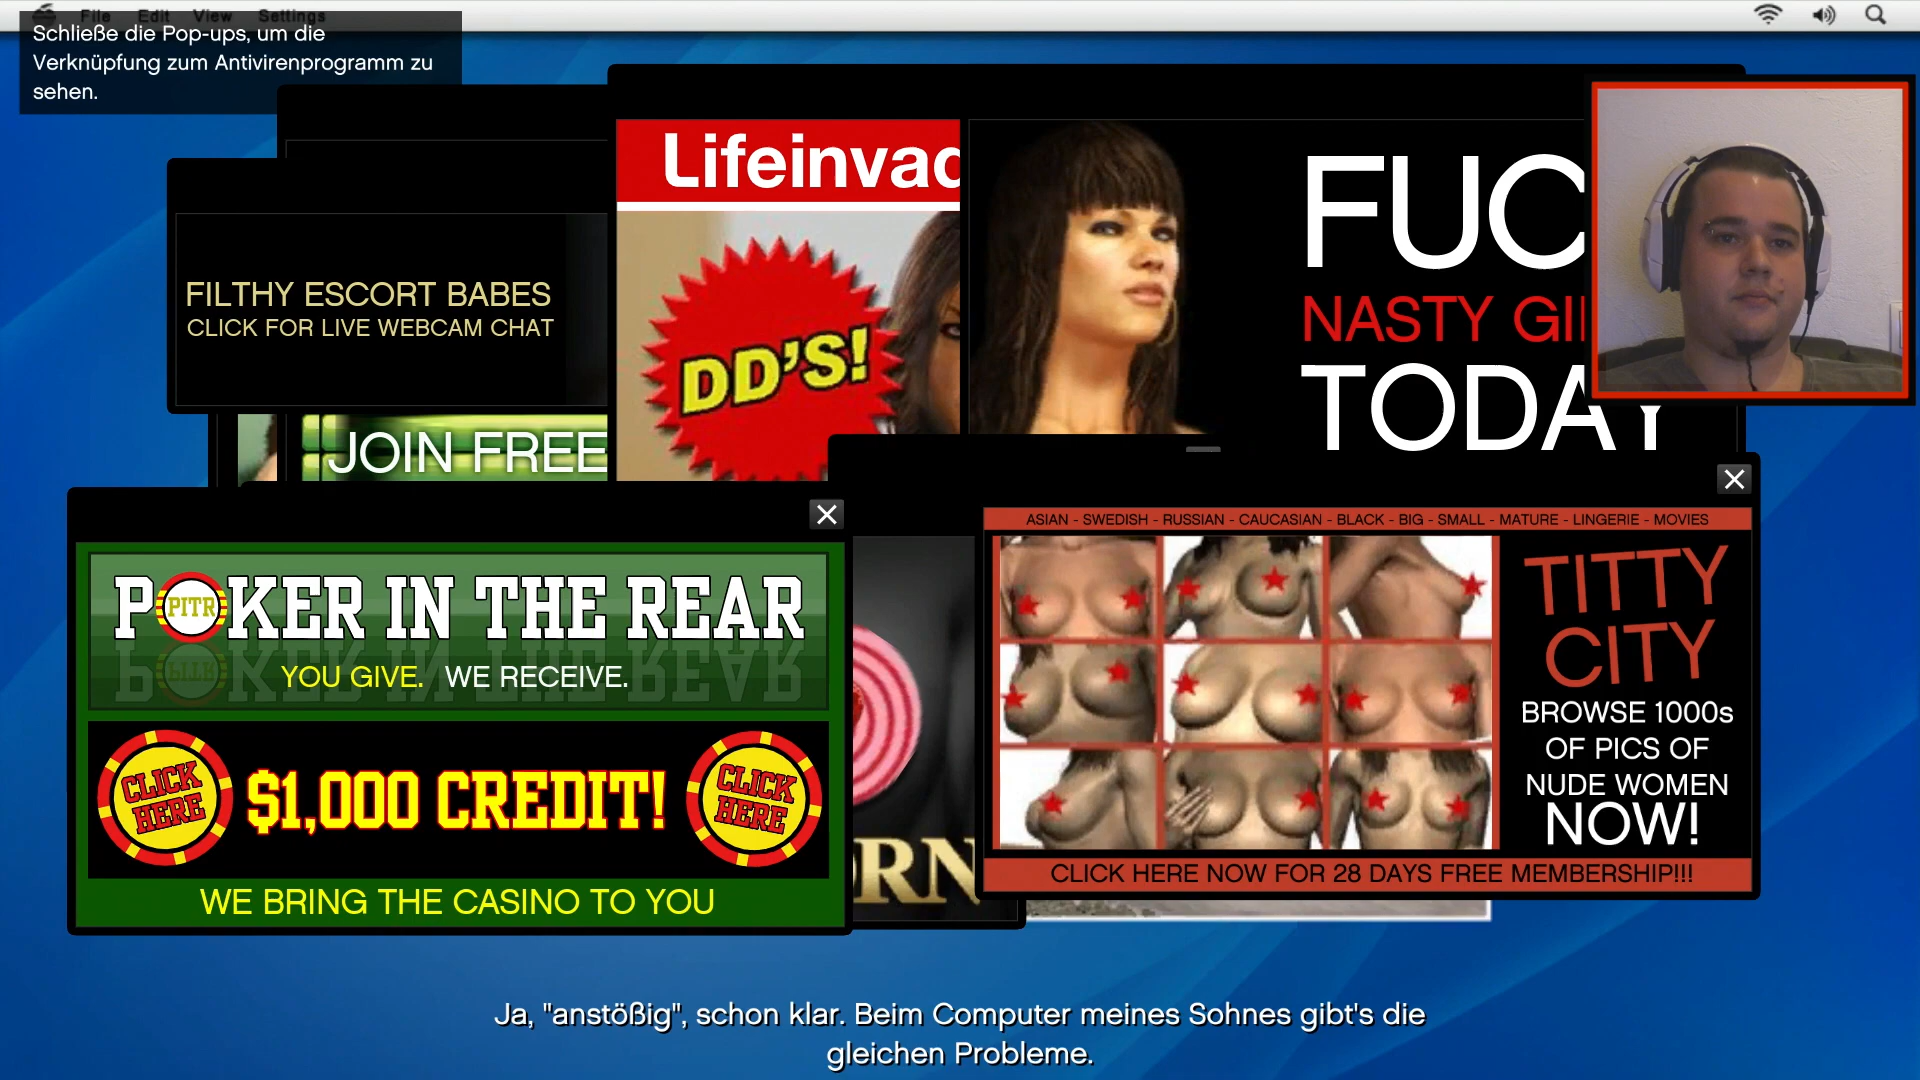 File Edit View Settings
Schließe die Pop-ups, um die
Verknüpfung zum Antivirenprogramm zu
sehen.
Lifeinvad
DD'S!
FUC
NASTY GI
TODAY
FILTHY ESCORT BABES
CLICK FOR LIVE WEBCAM CHAT
JOIN FREE
POKER IN THE REAR
PITR
YOU GIVE. WE RECEIVE.
CLICK HERE
$1,000 CREDIT!
CLICK HERE
WE BRING THE CASINO TO YOU
ORN
ASIAN - SWEDISH - RUSSIAN - CAUCASIAN - BLACK - BIG - SMALL - MATURE - LINGERIE - MOVIES
TITTY
CITY
BROWSE 1000s
OF PICS OF
NUDE WOMEN
NOW!
CLICK HERE NOW FOR 28 DAYS FREE MEMBERSHIP!!!
Ja, "anstößig", schon klar. Beim Computer meines Sohnes gibt's die
gleichen Probleme.